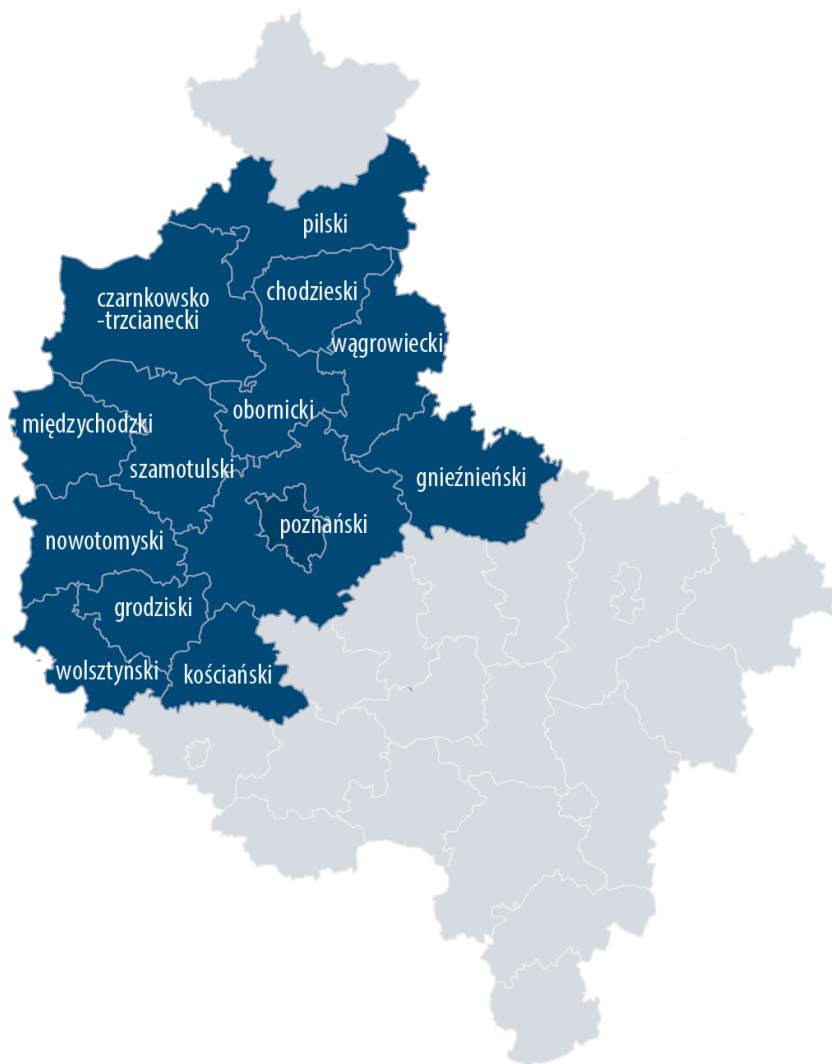 pilski
chodzieski
czarnkowsko
-trzcianecki
wągrowiecki
obornicki
międzychodzki
szamotulski
gnieźnieński
poznański
nowotomyski
grodziski
wolsztyński
kościański